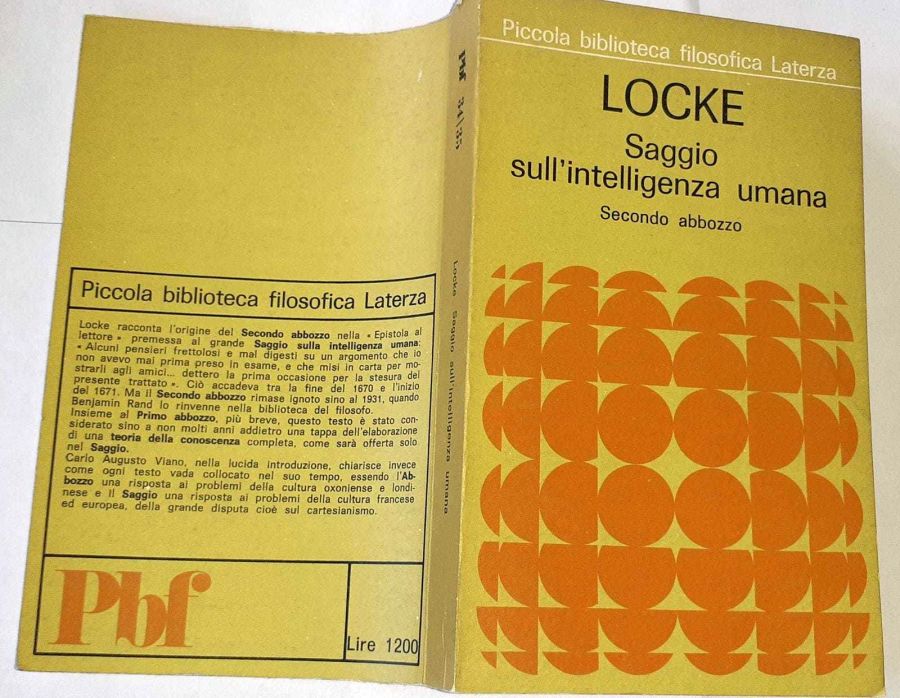 Piccola biblioteca filosofica Laterza
LOCKE
Saggio
sull'intelligenza umana
Secondo abbozzo
Pbf 34/35
Locke Saggio sull'intelligenza umana
Piccola biblioteca filosofica Laterza
Locke racconta l'origine del Secondo abbozzo nella « Epistola al
lettore » premessa al grande Saggio sulla intelligenza umana:
« Alcuni pensieri frettolosi e mal digesti su un argomento che io
non avevo mai prima preso in esame, e che misi in carta per mo-
strarli agli amici... dettero la prima occasione per la stesura del
presente trattato ». Ciò accadeva tra la fine del 1670 e l'inizio
del 1671. Ma il Secondo abbozzo rimase ignoto sino al 1931, quando
Benjamin Rand lo rinvenne nella biblioteca del filosofo.
Insieme al Primo abbozzo, più breve, questo testo è stato con-
siderato sino a non molti anni addietro una tappa dell'elaborazione
di una teoria della conoscenza completa, come sarà offerta solo
nel Saggio.
Carlo Augusto Viano, nella lucida introduzione, chiarisce invece
come ogni testo vada collocato nel suo tempo, essendo l'Ab-
bozzo una risposta ai problemi della cultura oxoniense e londi-
nese e il Saggio una risposta ai problemi della cultura francese
ed europea, della grande disputa cioè sul cartesianismo.
Pbf
Lire 1200